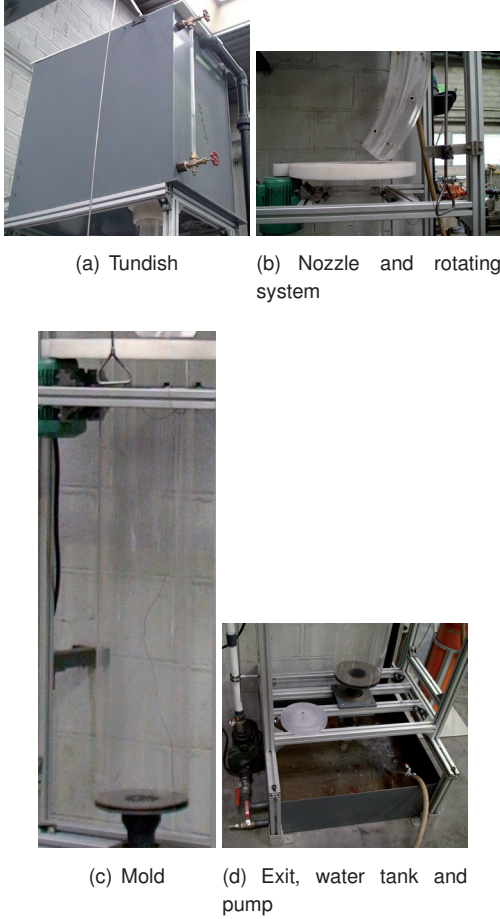 (a) Tundish
(b) Nozzle and rotating
system
(c) Mold
(d) Exit, water tank and
pump